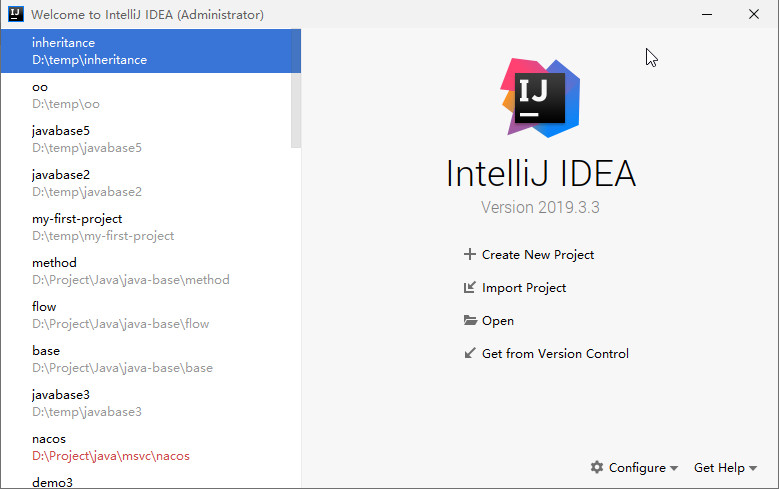 Welcome to IntelliJ IDEA (Administrator)
inheritance
D:\temp\inheritance
oo
D:\temp\oo
javabase5
D:\temp\javabase5
javabase2
D:\temp\javabase2
my-first-project
D:\temp\my-first-project
method
D:\Project\Java\java-base\method
flow
D:\Project\Java\java-base\flow
base
D:\Project\Java\java-base\base
javabase3
D:\temp\javabase3
nacos
D:\Project\java\msvc\nacos
demo3
IJ
IntelliJ IDEA
Version 2019.3.3
Create New Project
Import Project
Open
Get from Version Control
Configure
Get Help